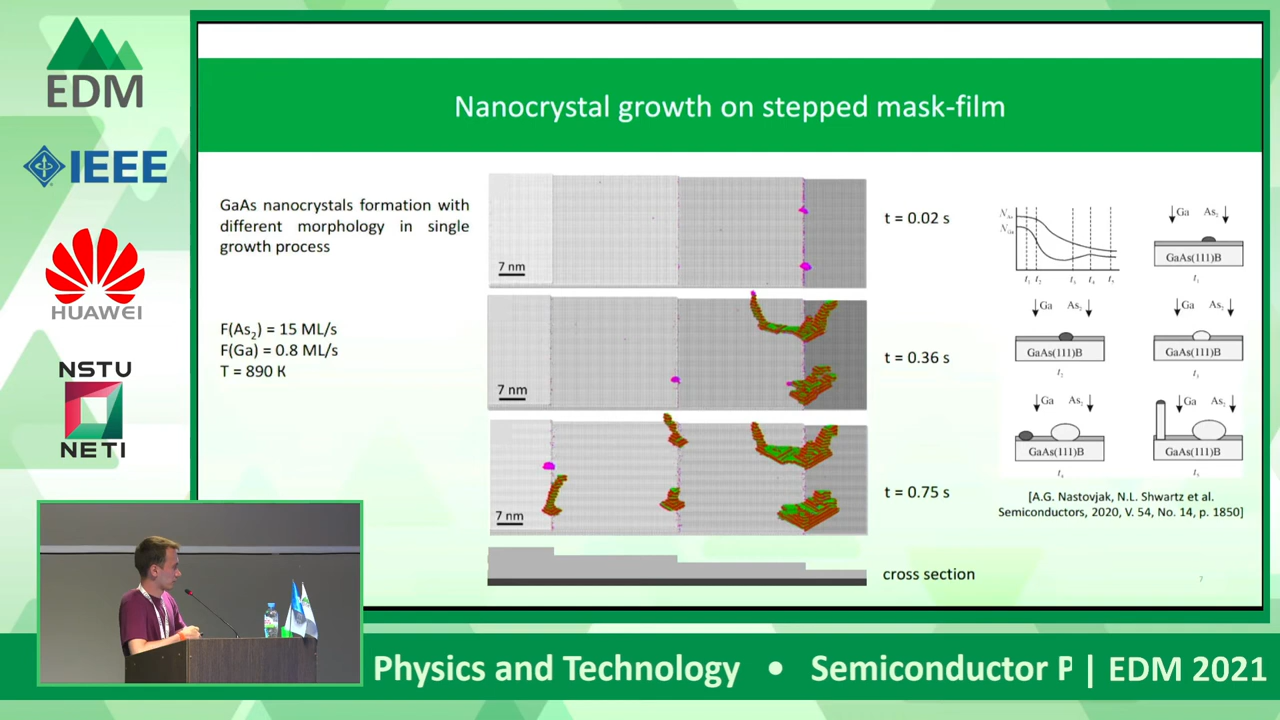 EDM
IEEE
HUAWEI
NSTU
NETI
Nanocrystal growth on stepped mask-film
GaAs nanocrystals formation with
different morphology in single
growth process
F(As₂) = 15 ML/s
F(Ga) = 0.8 ML/s
T = 890 K
7 nm
t = 0.02 s
7 nm
t = 0.36 s
7 nm
t = 0.75 s
cross section
Ga As₂
GaAs(111)B
t₁
Ga As₂
GaAs(111)B
t₂
Ga As₂
GaAs(111)B
Ga As₂
GaAs(111)B
Ga As₂
GaAs(111)B
[A.G. Nastovjak, N.L. Shwartz et al.
Semiconductors, 2020, V. 54, No. 14, p. 1850]
7
Physics and Technology • Semiconductor P | EDM 2021